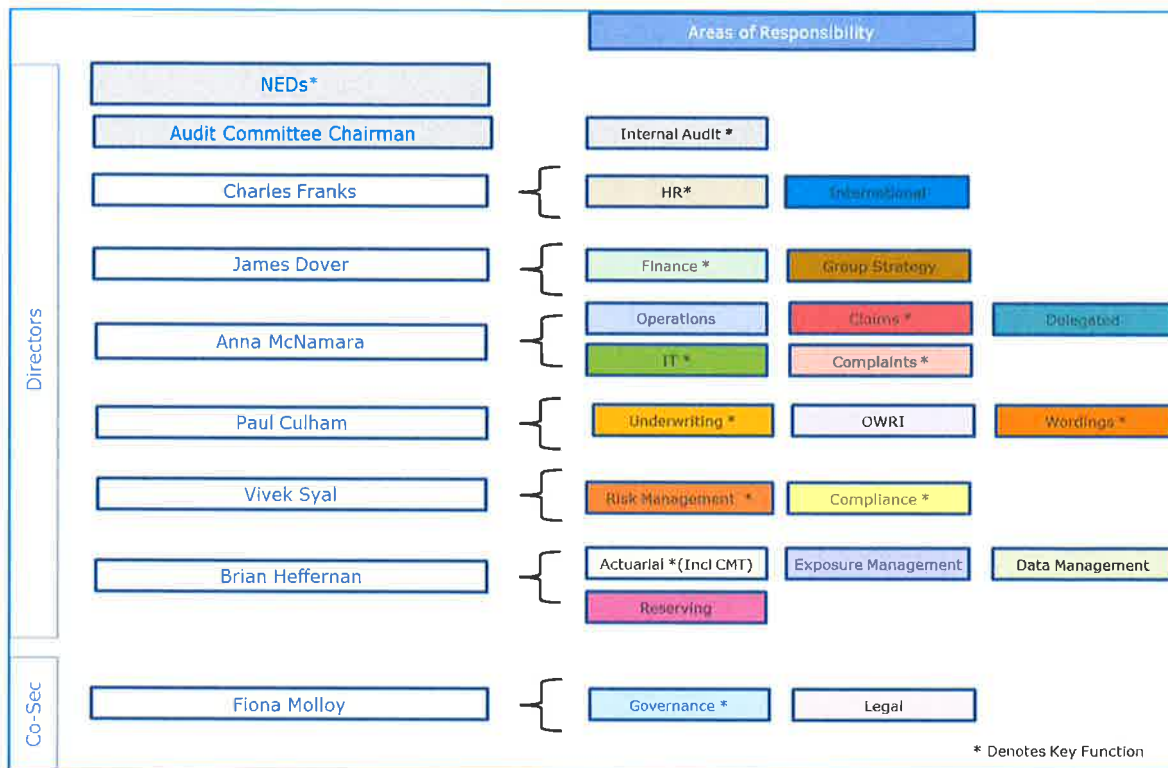 Areas of Responsibility
Directors
NEDs*
Audit Committee Chairman
Internal Audit *
Charles Franks
HR*
International
James Dover
Finance *
Group Strategy
Anna McNamara
Operations
Claims *
Delegated
IT *
Complaints *
Paul Culham
Underwriting *
OWRI
Wordings *
Vivek Syal
Risk Management *
Compliance *
Brian Heffernan
Actuarial *(Incl CMT)
Exposure Management
Data Management
Reserving
Co-Sec
Fiona Molloy
Governance *
Legal
* Denotes Key Function